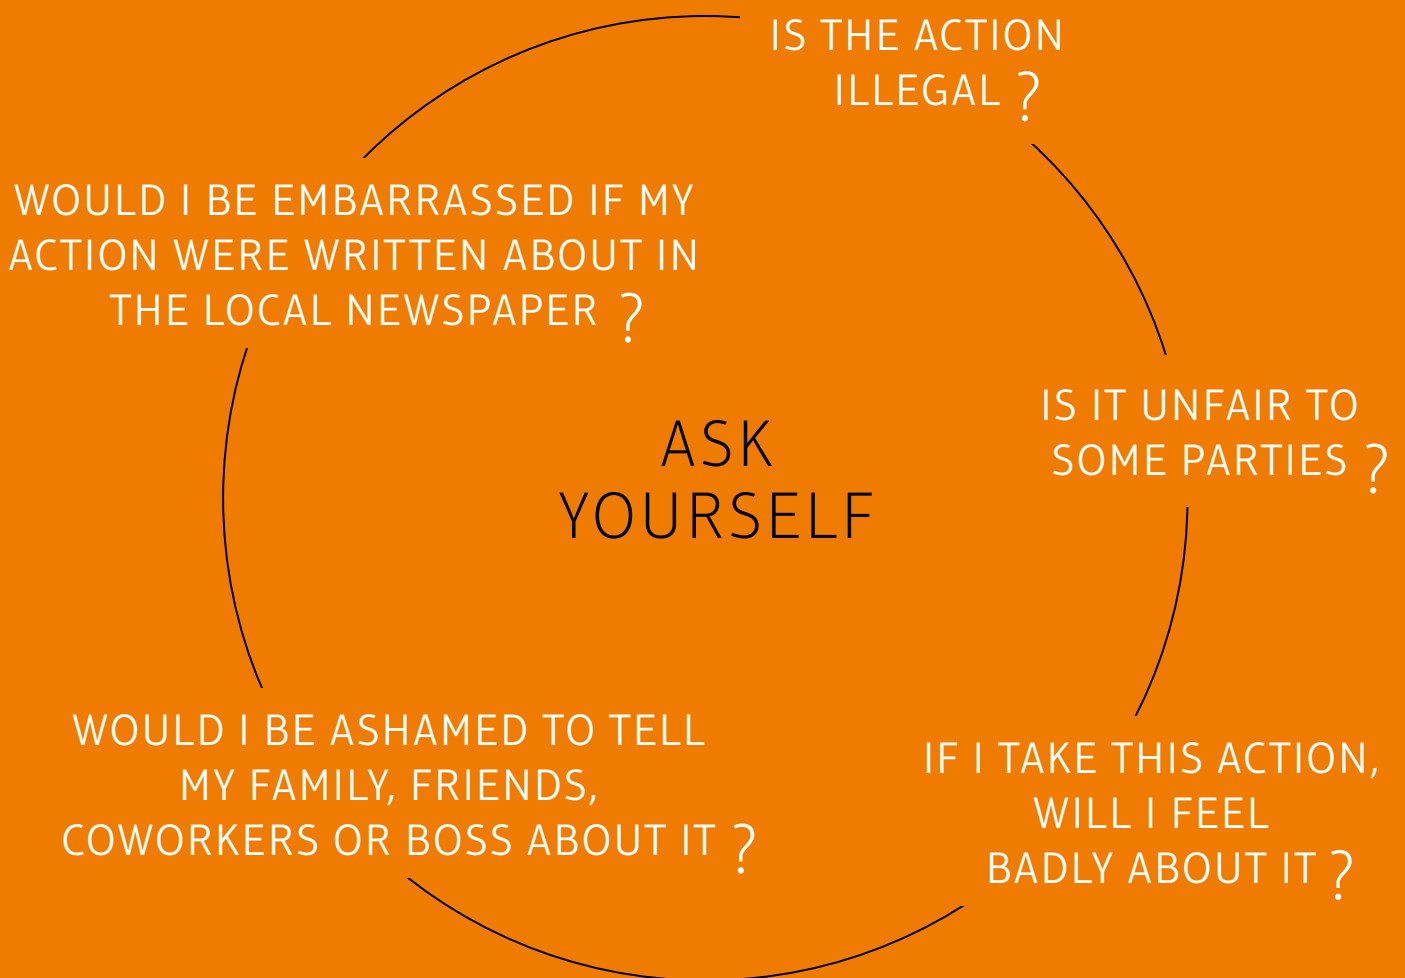 IS THE ACTION
ILLEGAL ?
WOULD I BE EMBARRASSED IF MY
ACTION WERE WRITTEN ABOUT IN
THE LOCAL NEWSPAPER ?
IS IT UNFAIR TO
SOME PARTIES ?
ASK
YOURSELF
WOULD I BE ASHAMED TO TELL
MY FAMILY, FRIENDS,
COWORKERS OR BOSS ABOUT IT ?
IF I TAKE THIS ACTION,
WILL I FEEL
BADLY ABOUT IT ?